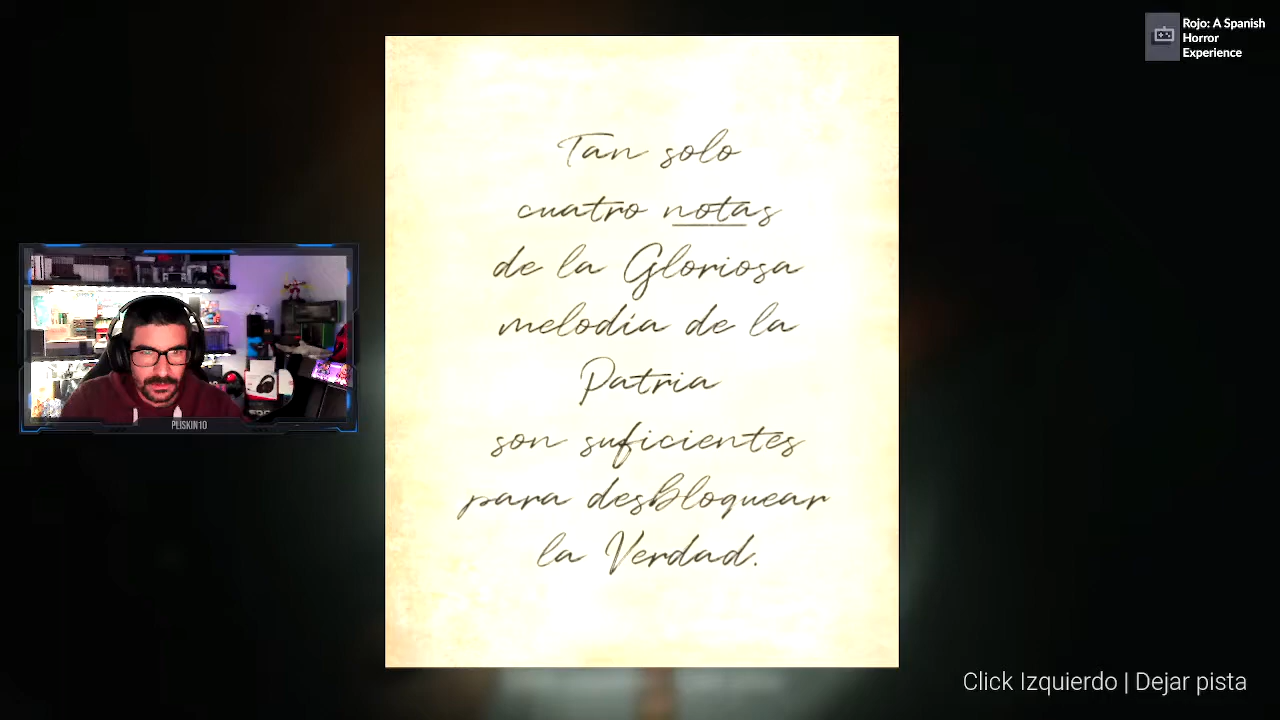 Rojo: A Spanish
Horror
Experience
Tan solo
cuatro notas
de la Gloriosa
melodía de la
Patria
son suficientes
para desbloquear
la Verdad.
PLISKIN10
Click Izquierdo | Dejar pista